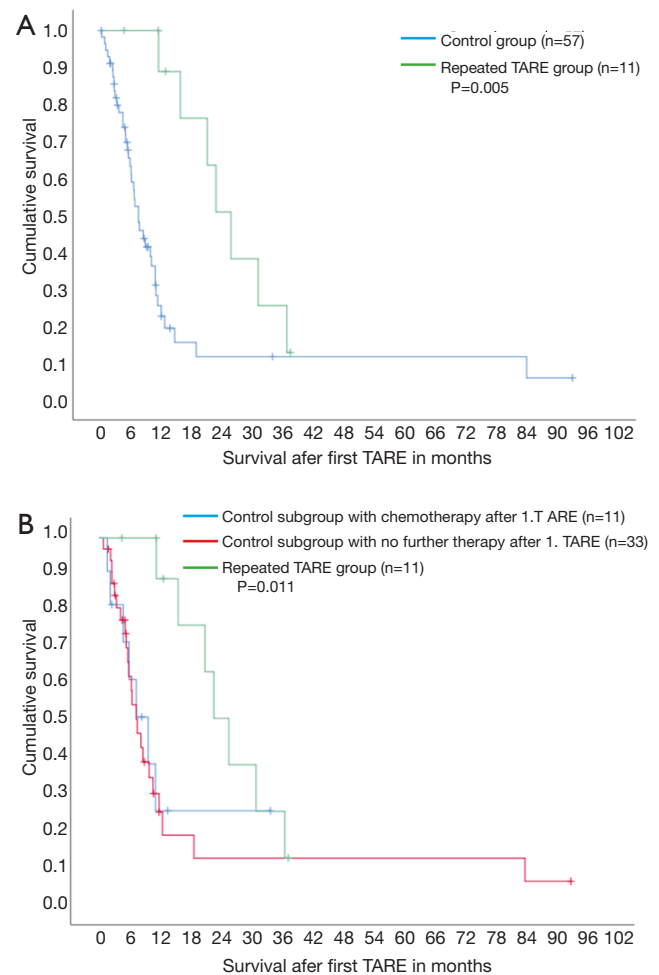 A
Control group (n=57)
Repeated TARE group (n=11)
P=0.005
Cumulative survival
1.0
0.9
0.8
0.7
0.6
0.5
0.4
0.3
0.2
0.1
0.0
0 6 12 18 24 30 36 42 48 54 60 66 72 78 84 90 96 102
Survival afer first TARE in months
B
Control subgroup with chemotherapy after 1.T ARE (n=11)
Control subgroup with no further therapy after 1. TARE (n=33)
Repeated TARE group (n=11)
P=0.011
Cumulative survival
1.0
0.9
0.8
0.7
0.6
0.5
0.4
0.3
0.2
0.1
0.0
0 6 12 18 24 30 36 42 48 54 60 66 72 78 84 90 96 102
Survival afer first TARE in months